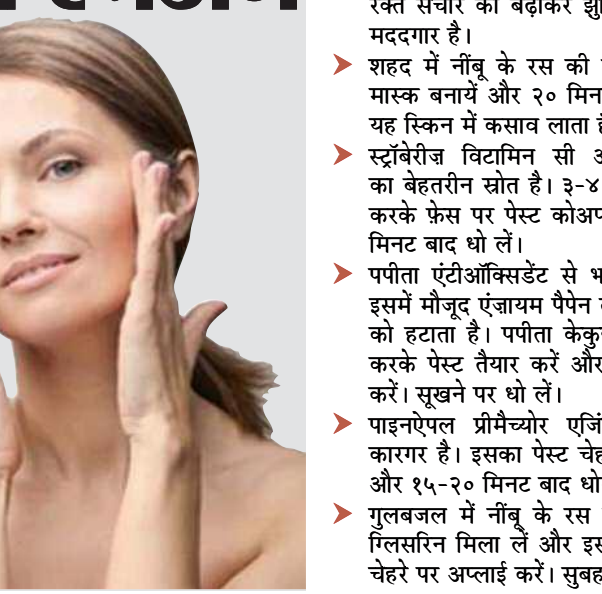 रक्त संचार को बढ़ाकर
मददगार है।
शहद में नींबू के रस की
मास्क बनायें और २० मिन
यह स्किन में कसाव लाता
स्ट्रॉबेरीज़ विटामिन सी
का बेहतरीन स्रोत है। ३-४
करके फ़ेस पर पेस्ट कोअप
मिनट बाद धो लें।
पपीता एंटीऑक्सिडेंट से
इसमें मौजूद एंज़ायम पैपेन
को हटाता है। पपीता केकु
करके पेस्ट तैयार करें और
करें। सूखने पर धो लें।
पाइनऐपल प्रीमैच्योर एजिं
कारगर है। इसका पेस्ट चेह
और १५-२० मिनट बाद धो
गुलबजल में नींबू के रस
ग्लिसरिन मिला लें और इस
चेहरे पर अप्लाई करें। सुबह